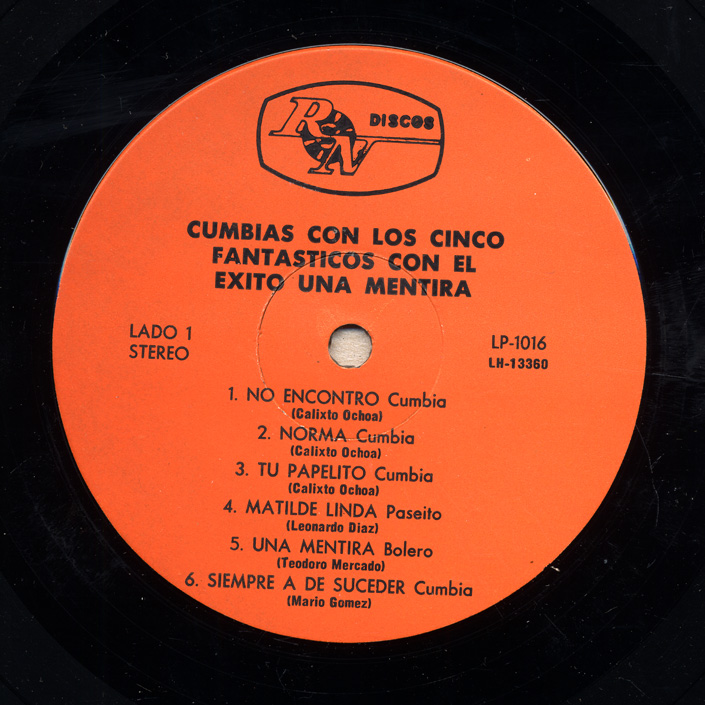 RN DISCOS
CUMBIAS CON LOS CINCO
FANTASTICOS CON EL
EXITO UNA MENTIRA
LADO 1
STEREO
LP-1016
LH-13360
1. NO ENCONTRO Cumbia
(Calixto Ochoa)
2. NORMA Cumbia
(Calixto Ochoa)
3. TU PAPELITO Cumbia
(Calixto Ochoa)
4. MATILDE LINDA Paseito
(Leonardo Diaz)
5. UNA MENTIRA Bolero
(Teodoro Mercado)
6. SIEMPRE A DE SUCEDER Cumbia
(Mario Gomez)